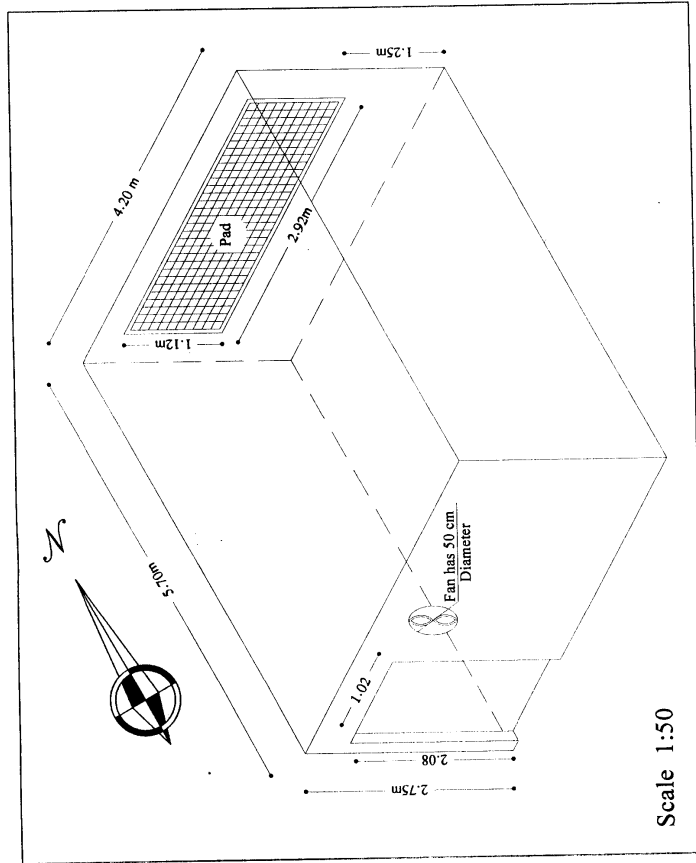 4.20 m
1.25m
Pad
2.92m
1.12m
N
5.70m
Fan has 50 cm
Diameter
1.02
2.08
2.75m
Scale 1:50